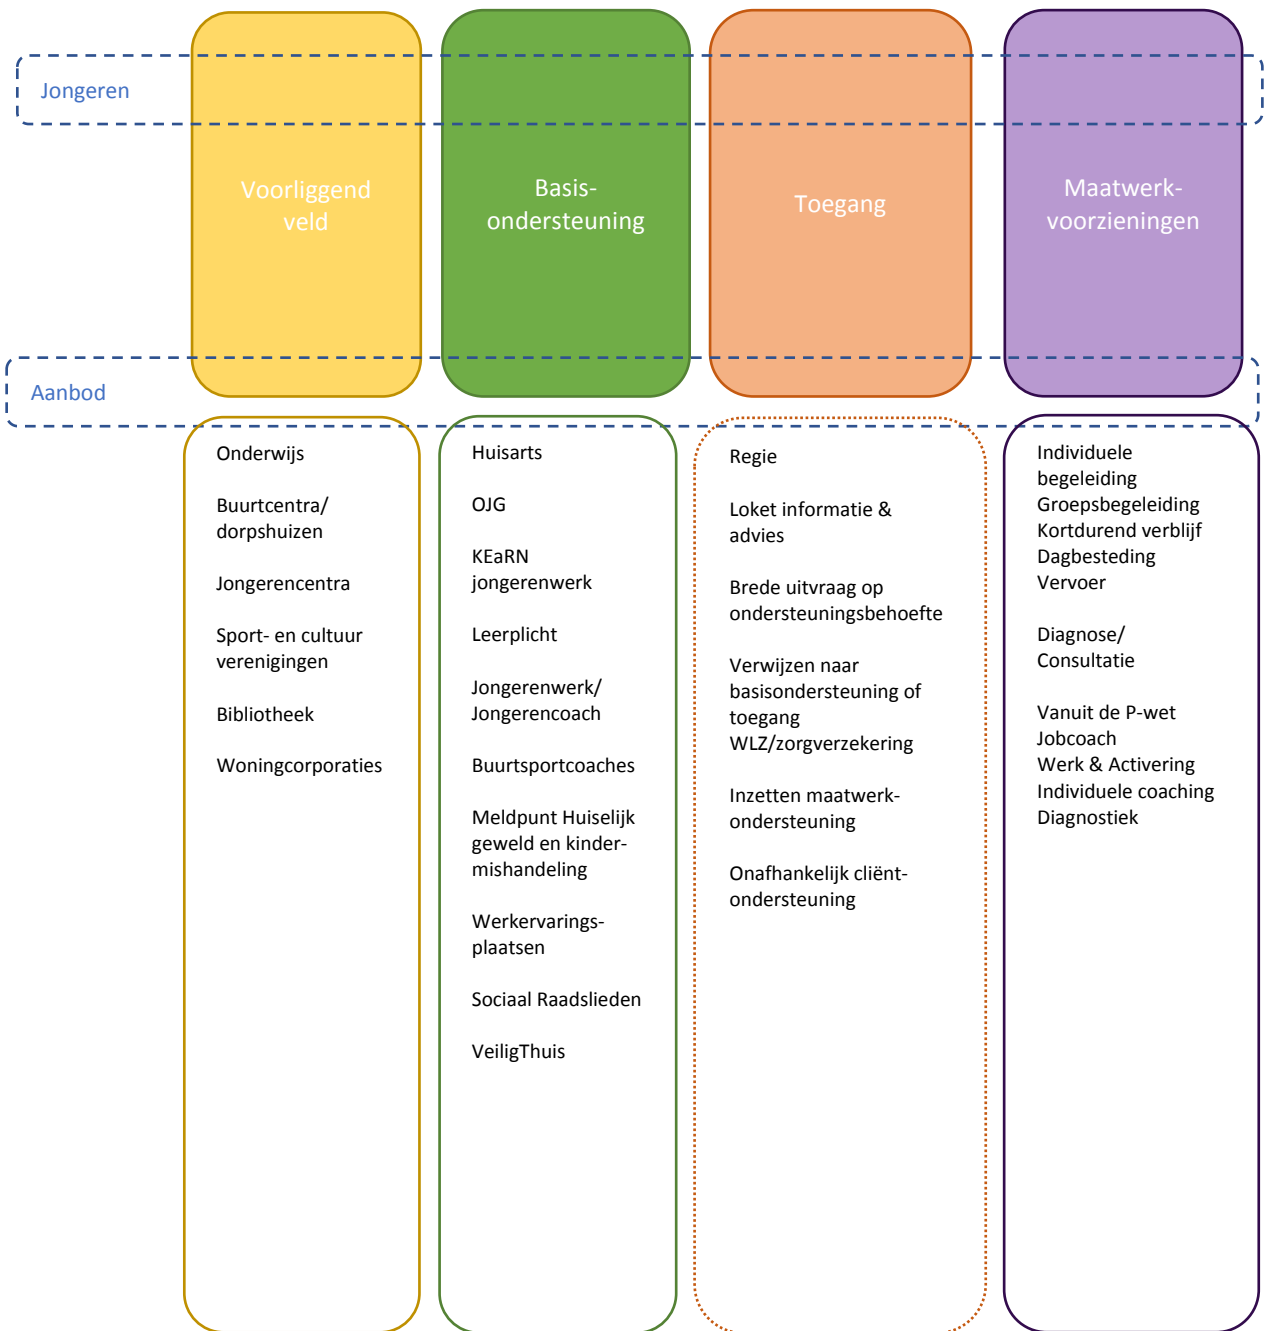 Jongeren
Voorliggend
veld
Basis-
ondersteuning
Toegang
Maatwerk-
voorzieningen
Aanbod
Onderwijs
Buurtcentra/
dorpshuizen
Jongerencentra
Sport- en cultuur
verenigingen
Bibliotheek
Woningcorporaties
Huisarts
OJG
KEaRN
jongerenwerk
Leerplicht
Jongerenwerk/
Jongerencoach
Buurtsportcoaches
Meldpunt Huiselijk
geweld en kinder-
mishandeling
Werkervarings-
plaatsen
Sociaal Raadslieden
VeiligThuis
Regie
Loket informatie &
advies
Brede uitvraag op
ondersteuningsbehoefte
Verwijzen naar
basisondersteuning of
toegang
WLZ/zorgverzekering
Inzetten maatwerk-
ondersteuning
Onafhankelijk cliënt-
ondersteuning
Individuele
begeleiding
Groepsbegeleiding
Kortdurend verblijf
Dagbesteding
Vervoer
Diagnose/
Consultatie
Vanuit de P-wet
Jobcoach
Werk & Activering
Individuele coaching
Diagnostiek